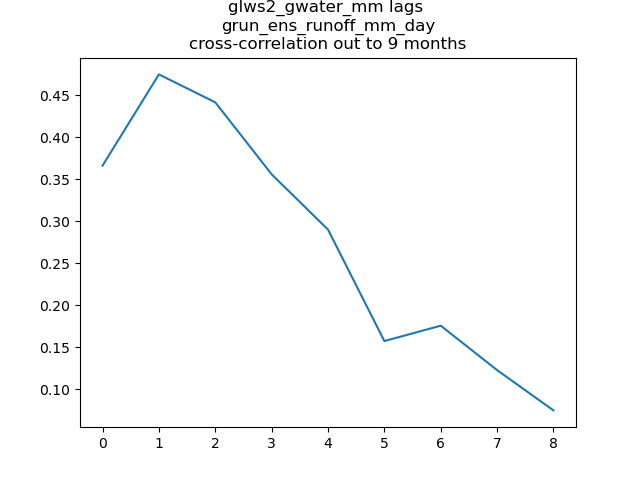 glws2_gwater_mm lags
grun_ens_runoff_mm_day
cross-correlation out to 9 months
0.45
0.40
0.35
0.30
0.25
0.20
0.15
0.10
0 1 2 3 4 5 6 7 8